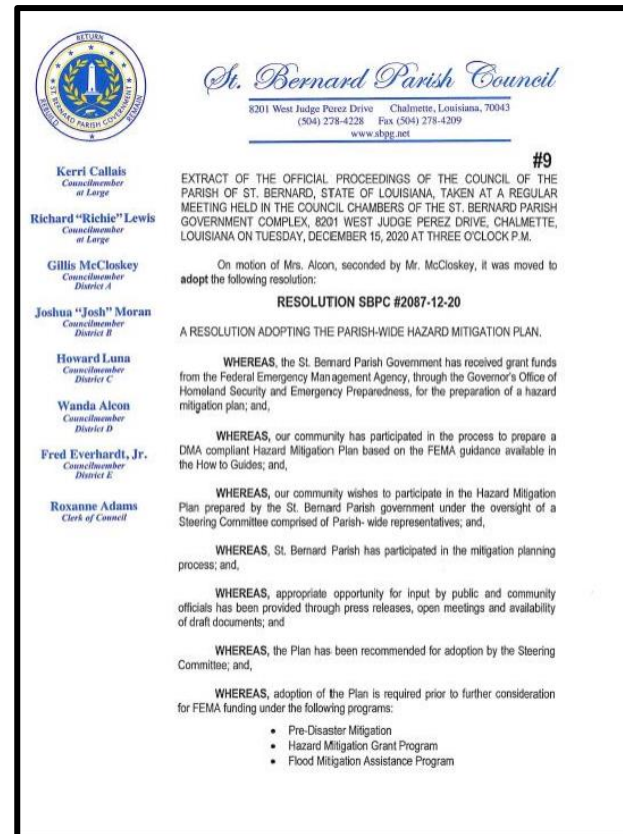 RETURN
ST. BERNARD PARISH GOVERNMENT
REBUILD
REMAIN
St. Bernard Parish Council
8201 West Judge Perez Drive Chalmette, Louisiana, 70043
(504) 278-4228 Fax (504) 278-4209
www.sbpg.net
#9
Kerri Callais
Councilmember
at Large
Richard "Richie" Lewis
Councilmember
at Large
Gillis McCloskey
Councilmember
District A
Joshua "Josh" Moran
Councilmember
District B
Howard Luna
Councilmember
District C
Wanda Alcon
Councilmember
District D
Fred Everhardt, Jr.
Councilmember
District E
Roxanne Adams
Clerk of Council
EXTRACT OF THE OFFICIAL PROCEEDINGS OF THE COUNCIL OF THE
PARISH OF ST. BERNARD, STATE OF LOUISIANA, TAKEN AT A REGULAR
MEETING HELD IN THE COUNCIL CHAMBERS OF THE ST. BERNARD PARISH
GOVERNMENT COMPLEX, 8201 WEST JUDGE PEREZ DRIVE, CHALMETTE,
LOUISIANA ON TUESDAY, DECEMBER 15, 2020 AT THREE O'CLOCK P.M.
On motion of Mrs. Alcon, seconded by Mr. McCloskey, it was moved to
adopt the following resolution:
RESOLUTION SBPC #2087-12-20
A RESOLUTION ADOPTING THE PARISH-WIDE HAZARD MITIGATION PLAN.
WHEREAS, the St. Bernard Parish Government has received grant funds
from the Federal Emergency Management Agency, through the Governor's Office of
Homeland Security and Emergency Preparedness, for the preparation of a hazard
mitigation plan; and,
WHEREAS, our community has participated in the process to prepare a
DMA compliant Hazard Mitigation Plan based on the FEMA guidance available in
the How to Guides; and,
WHEREAS, our community wishes to participate in the Hazard Mitigation
Plan prepared by the St. Bernard Parish government under the oversight of a
Steering Committee comprised of Parish- wide representatives; and,
WHEREAS, St. Bernard Parish has participated in the mitigation planning
process; and,
WHEREAS, appropriate opportunity for input by public and community
officials has been provided through press releases, open meetings and availability
of draft documents; and
WHEREAS, the Plan has been recommended for adoption by the Steering
Committee; and,
WHEREAS, adoption of the Plan is required prior to further consideration
for FEMA funding under the following programs:
• Pre-Disaster Mitigation
• Hazard Mitigation Grant Program
• Flood Mitigation Assistance Program